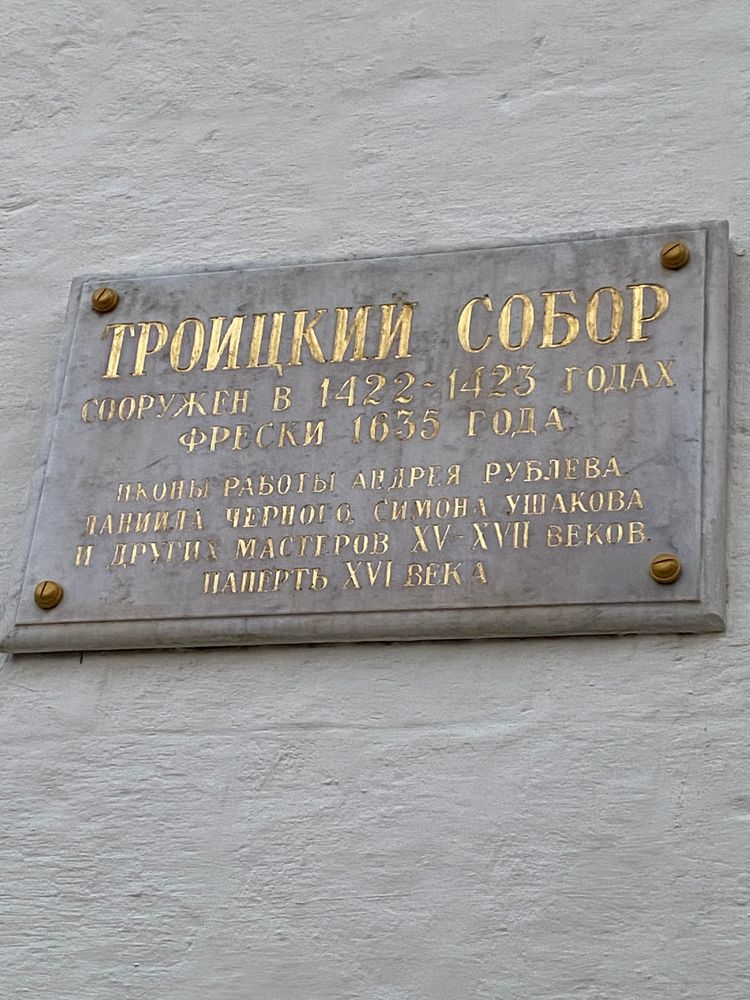 ТРОИЦКИЙ СОБОР
СООРУЖЕН В 1422-1423 ГОДАХ
ФРЕСКИ 1635 ГОДА
ИКОНЫ РАБОТЫ АНДРЕЯ РУБЛЕВА
ДАНИИЛА ЧЕРНОГО, СИМОНА УШАКОВА
И ДРУГИХ МАСТЕРОВ XV-XVII ВЕКОВ.
ПАПЕРТЬ XVI ВЕКА